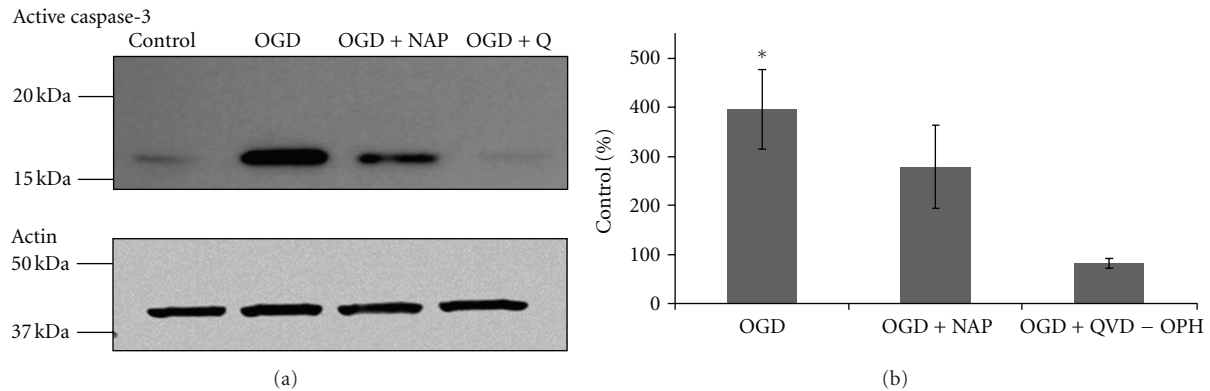 Active caspase-3
Control OGD OGD + NAP OGD + Q
20 kDa
15 kDa
Actin
50 kDa
37 kDa
(a)
Control (%)
500
400
300
200
100
0
*
OGD OGD + NAP OGD + QVD − OPH
(b)